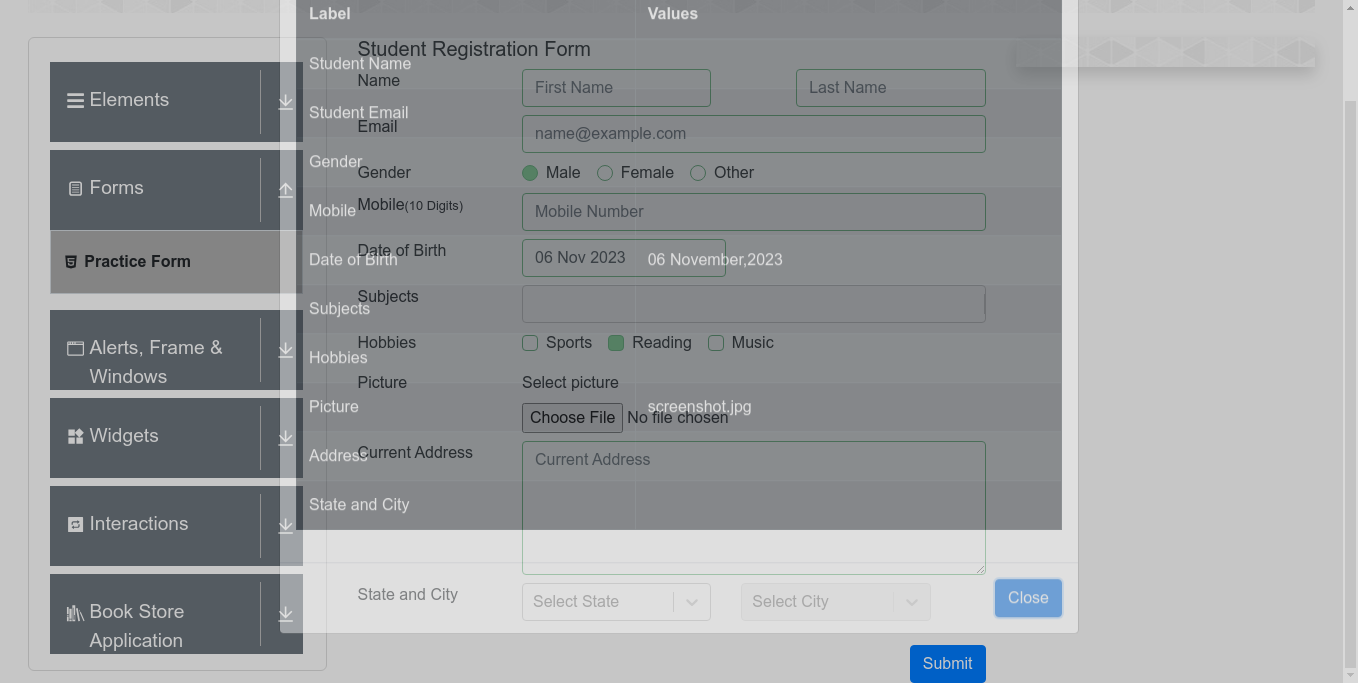 Label Values
Student Registration Form
Student Name
Name First Name Last Name
Elements
Student Email
Email name@example.com
Gender
Gender Male Female Other
Forms
Mobile(10 Digits) Mobile Number
Mobile
Date of Birth 06 Nov 2023
Date of Birth 06 November,2023
Practice Form
Subjects
Subjects
Hobbies Sports Reading Music
Hobbies
Alerts, Frame &
Windows
Picture Select picture
Picture screenshot.jpg
Choose File No file chosen
Widgets
Current Address Current Address
Address
State and City
Interactions
State and City Select State Select City Close
Book Store
Application
Submit